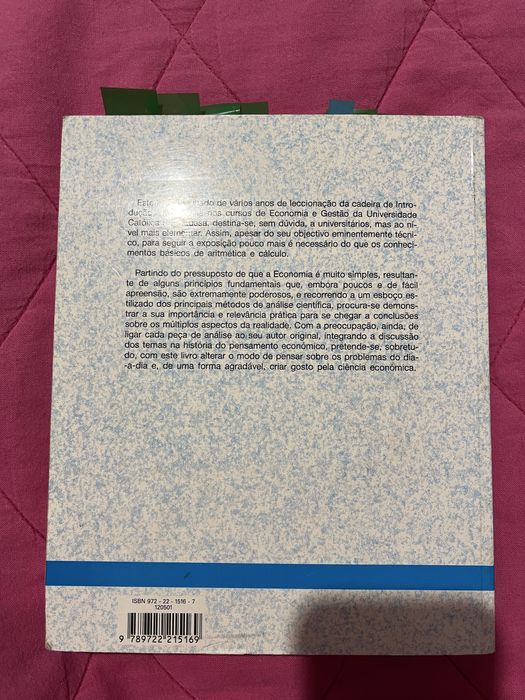 Este
ado de vários anos de leccionação da cadeira de Intro-
dução
nos cursos de Economia e Gestão da Universidade
Católica
destina-se, sem dúvida, a universitários, mas ao ní-
vel mais elementar. Assim, apesar do seu objectivo eminentemente técni-
co, para seguir a exposição pouco mais é necessário do que os conheci-
mentos básicos de aritmética e cálculo.
Partindo do pressuposto de que a Economia é muito simples, resultan-
te de alguns princípios fundamentais que, embora poucos e de fácil
apreensão, são extremamente poderosos, e recorrendo a um esboço es-
tilizado dos principais métodos de análise científica, procura-se demons-
trar a sua importância e relevância prática para se chegar a conclusões
sobre os múltiplos aspectos da realidade. Com a preocupação, ainda, de
ligar cada peça de análise ao seu autor original, integrando a discussão
dos temas na história do pensamento económico, pretende-se, sobretu-
do, com este livro alterar o modo de pensar sobre os problemas do dia-
-a-dia e, de uma forma agradável, criar gosto pela ciência económica.
ISBN 972 - 22 - 1516 - 7
120501
9 789722 215169